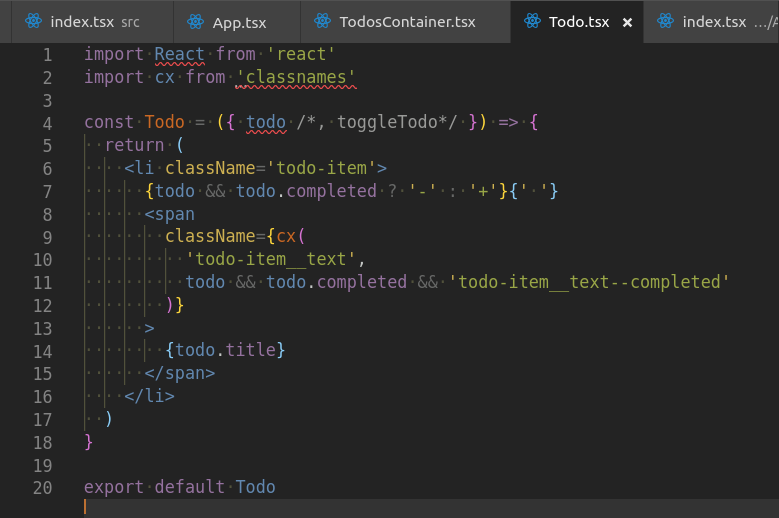 index.tsx src App.tsx TodosContainer.tsx Todo.tsx × index.tsx .../A
1 import React from 'react'
2 import cx from 'classnames'
3
4 const Todo = ({ todo /*, toggleTodo*/ }) => {
5 return (
6 <li className='todo-item'>
7 {todo && todo.completed ? '-' : '+'}{' '}
8 <span
9 className={cx(
10 'todo-item__text',
11 todo && todo.completed && 'todo-item__text--completed'
12 )}
13 >
14 {todo.title}
15 </span>
16 </li>
17 )
18 }
19
20 export default Todo